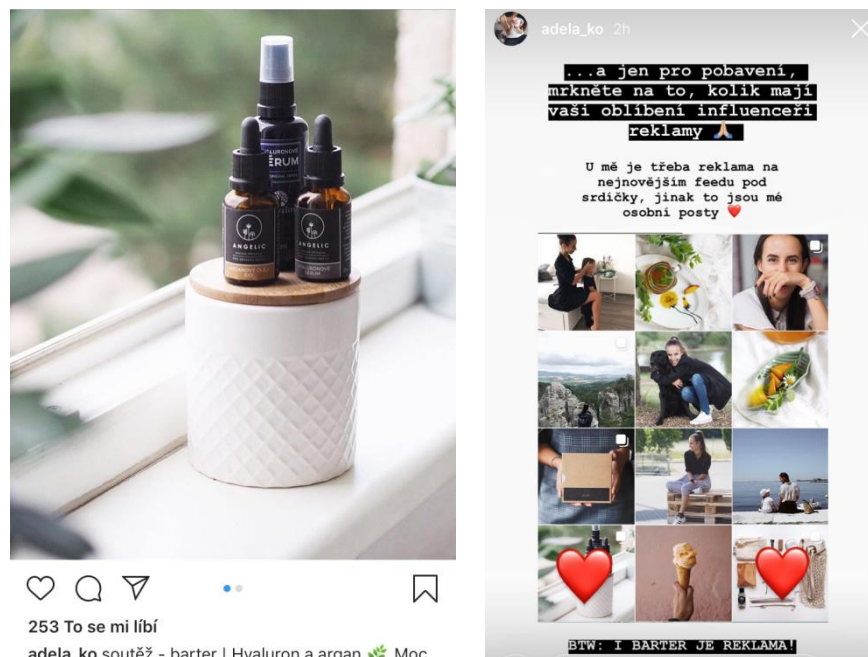 SÉRUM
ANGELIC
ANGELIC
253 To se mi líbí
adela_ko soutěž - barter | Hyaluron a argan 🌿 Moc
adela_ko 2h
...a jen pro pobavení,
mrkněte na to, kolik mají
vaši oblíbení influenceři
reklamy 🙏🏻
U mě je třeba reklama na
nejnovějším feedu pod
srdíčky, jinak to jsou mé
osobní posty ❤️
BTW: I BARTER JE REKLAMA!